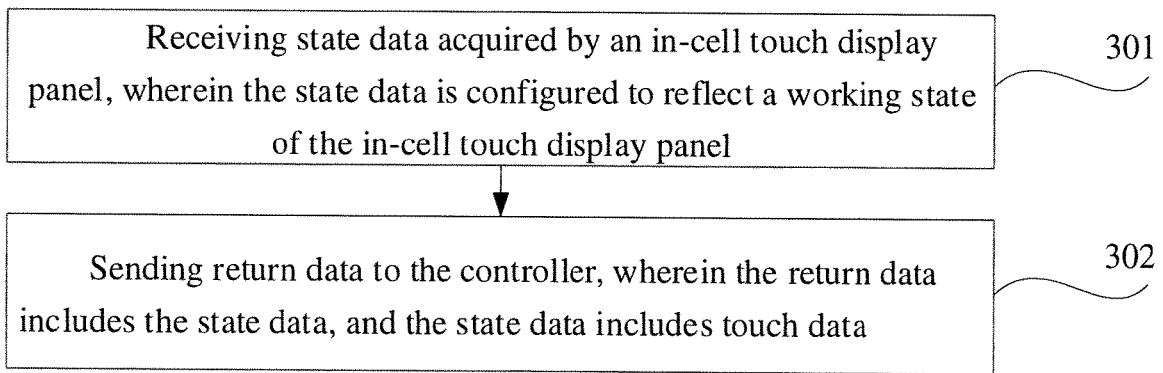 Receiving state data acquired by an in-cell touch display
panel, wherein the state data is configured to reflect a working state
of the in-cell touch display panel
301
Sending return data to the controller, wherein the return data
includes the state data, and the state data includes touch data
302